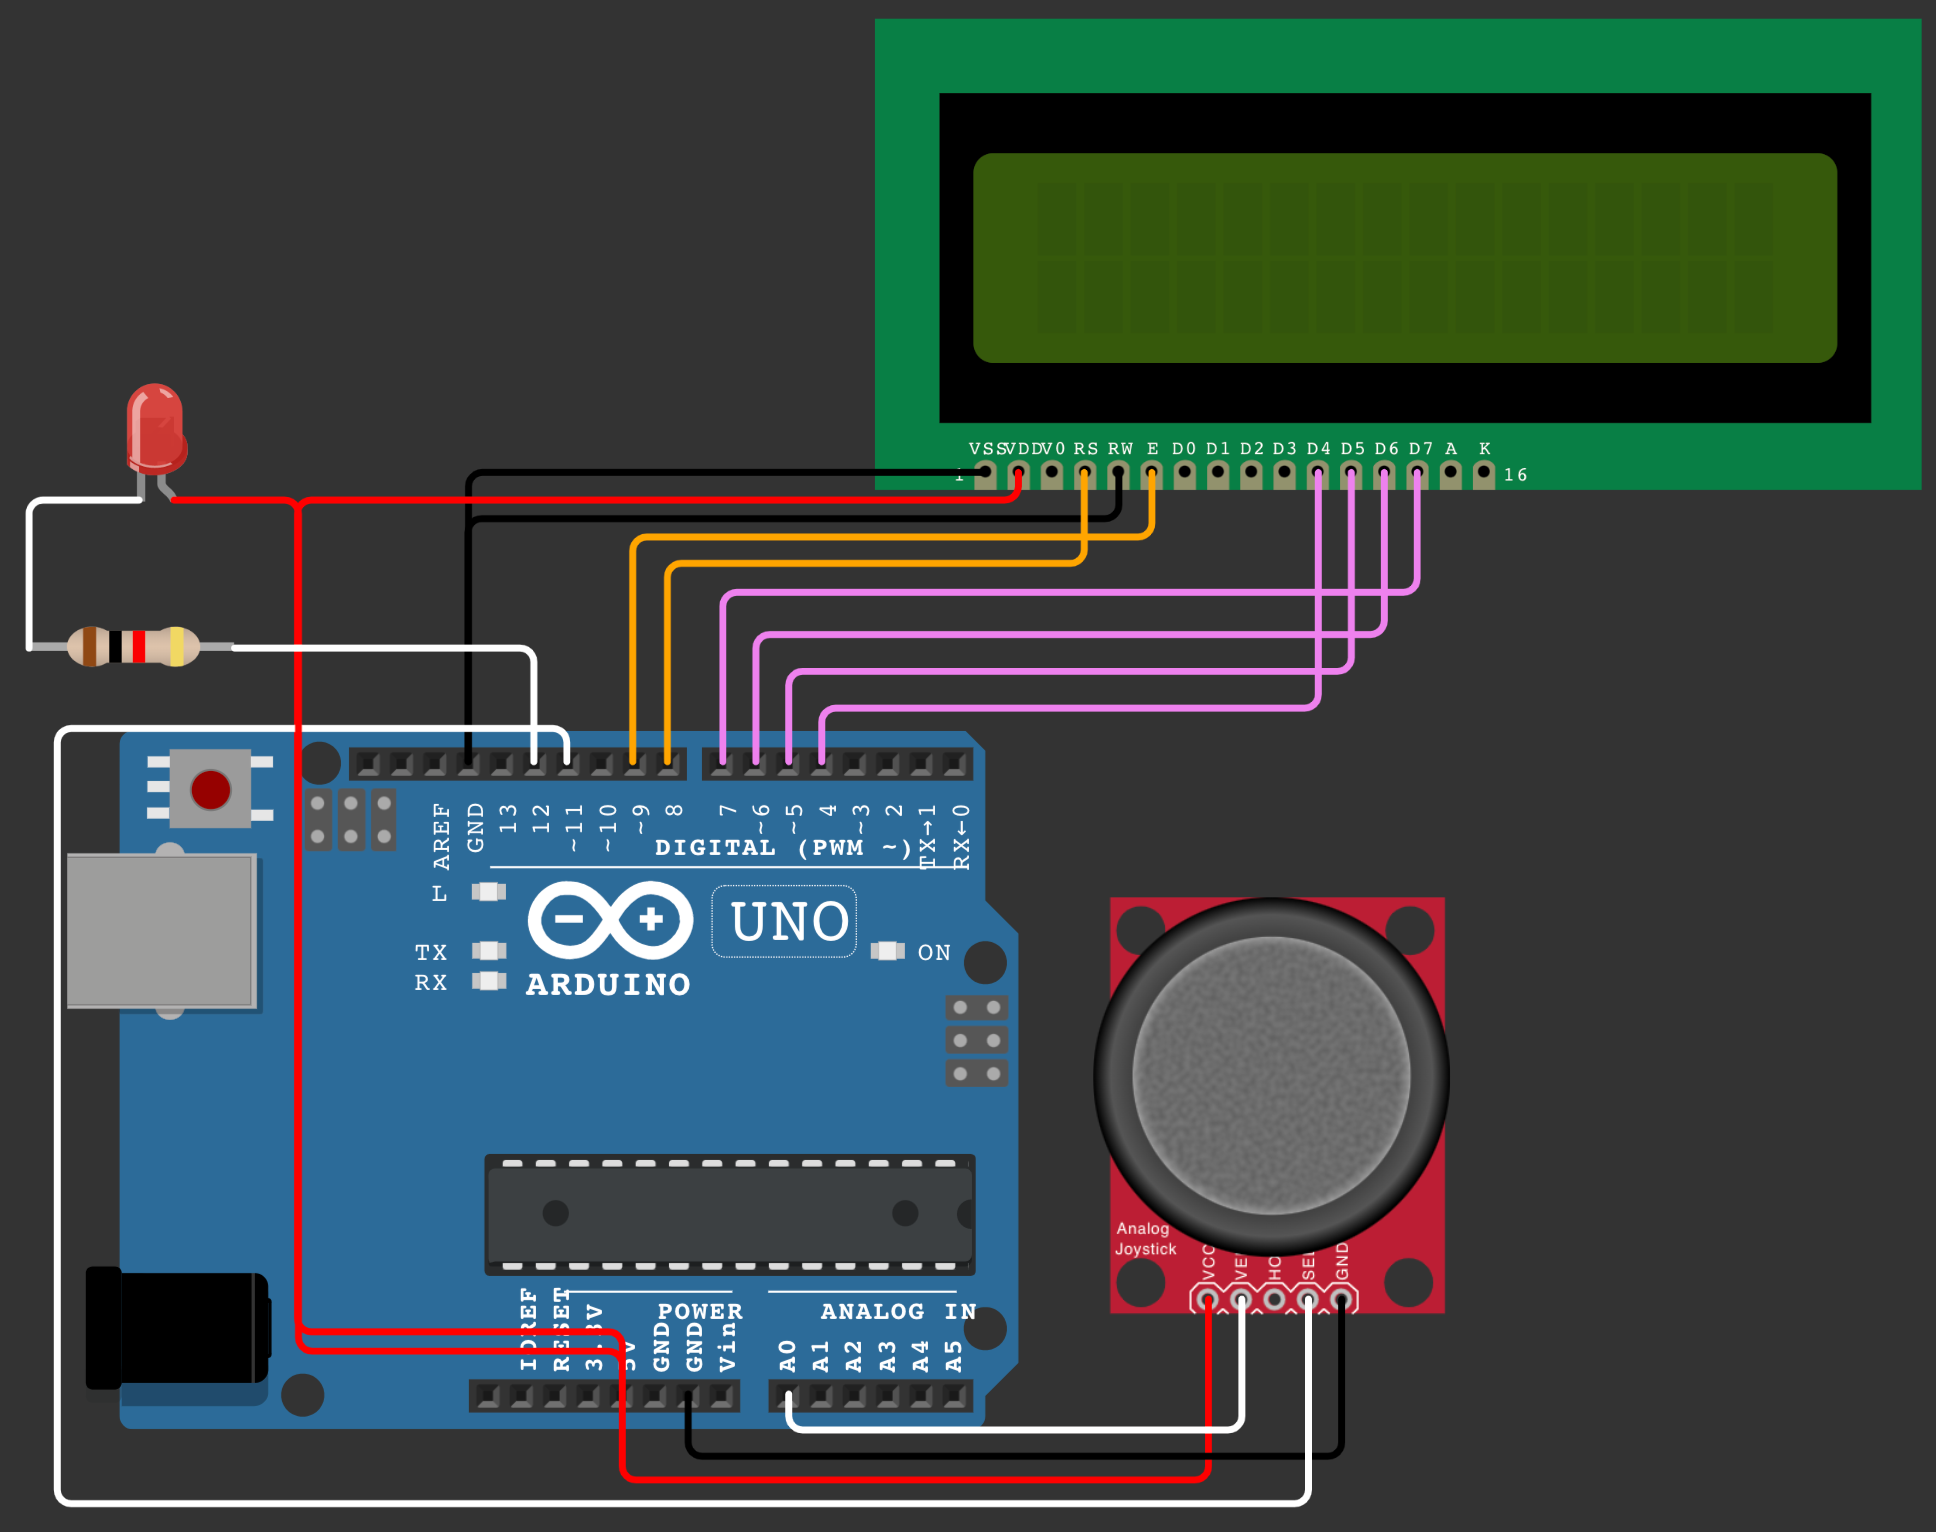 VSS VDD V0 RS RW E D0 D1 D2 D3 D4 D5 D6 D7 A K
1 16
AREF GND 13 12 ~11 ~10 ~9 8 7 ~6 ~5 4 ~3 2 TX→1 RX←0
DIGITAL (PWM ~)
L
UNO
TX ON
RX ARDUINO
Analog
Joystick
VCC GND
POWER ANALOG IN
IOREF RESET 3.3V 5V GND GND Vin A0 A1 A2 A3 A4 A5